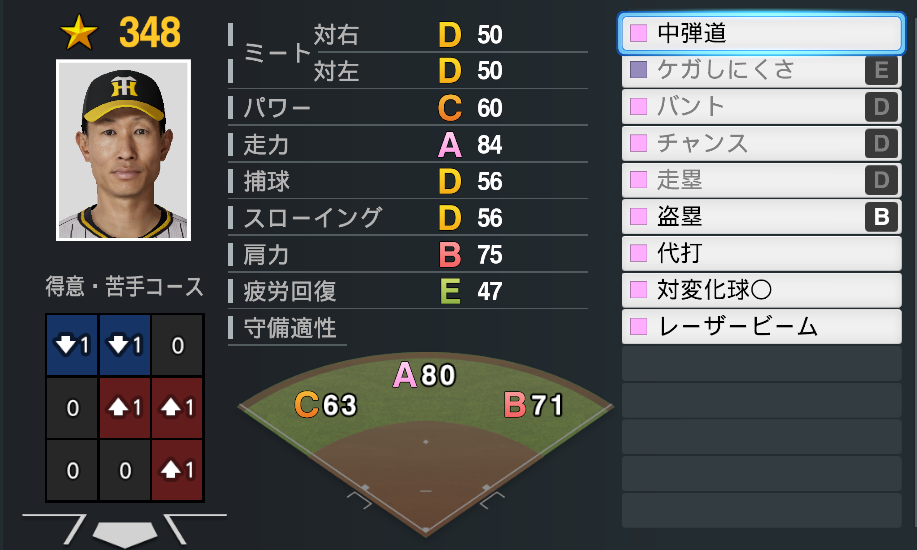 ★ 348
TH
得意・苦手コース
1 1 0
0 1 1
0 0 1
ミート 対右 D 50
対左 D 50
パワー C 60
走力 A 84
捕球 D 56
スローイング D 56
肩力 B 75
疲労回復 E 47
守備適性
A80
C63 B71
中弾道
ケガしにくさ E
バント D
チャンス D
走塁 D
盗塁 B
代打
対変化球〇
レーザービーム